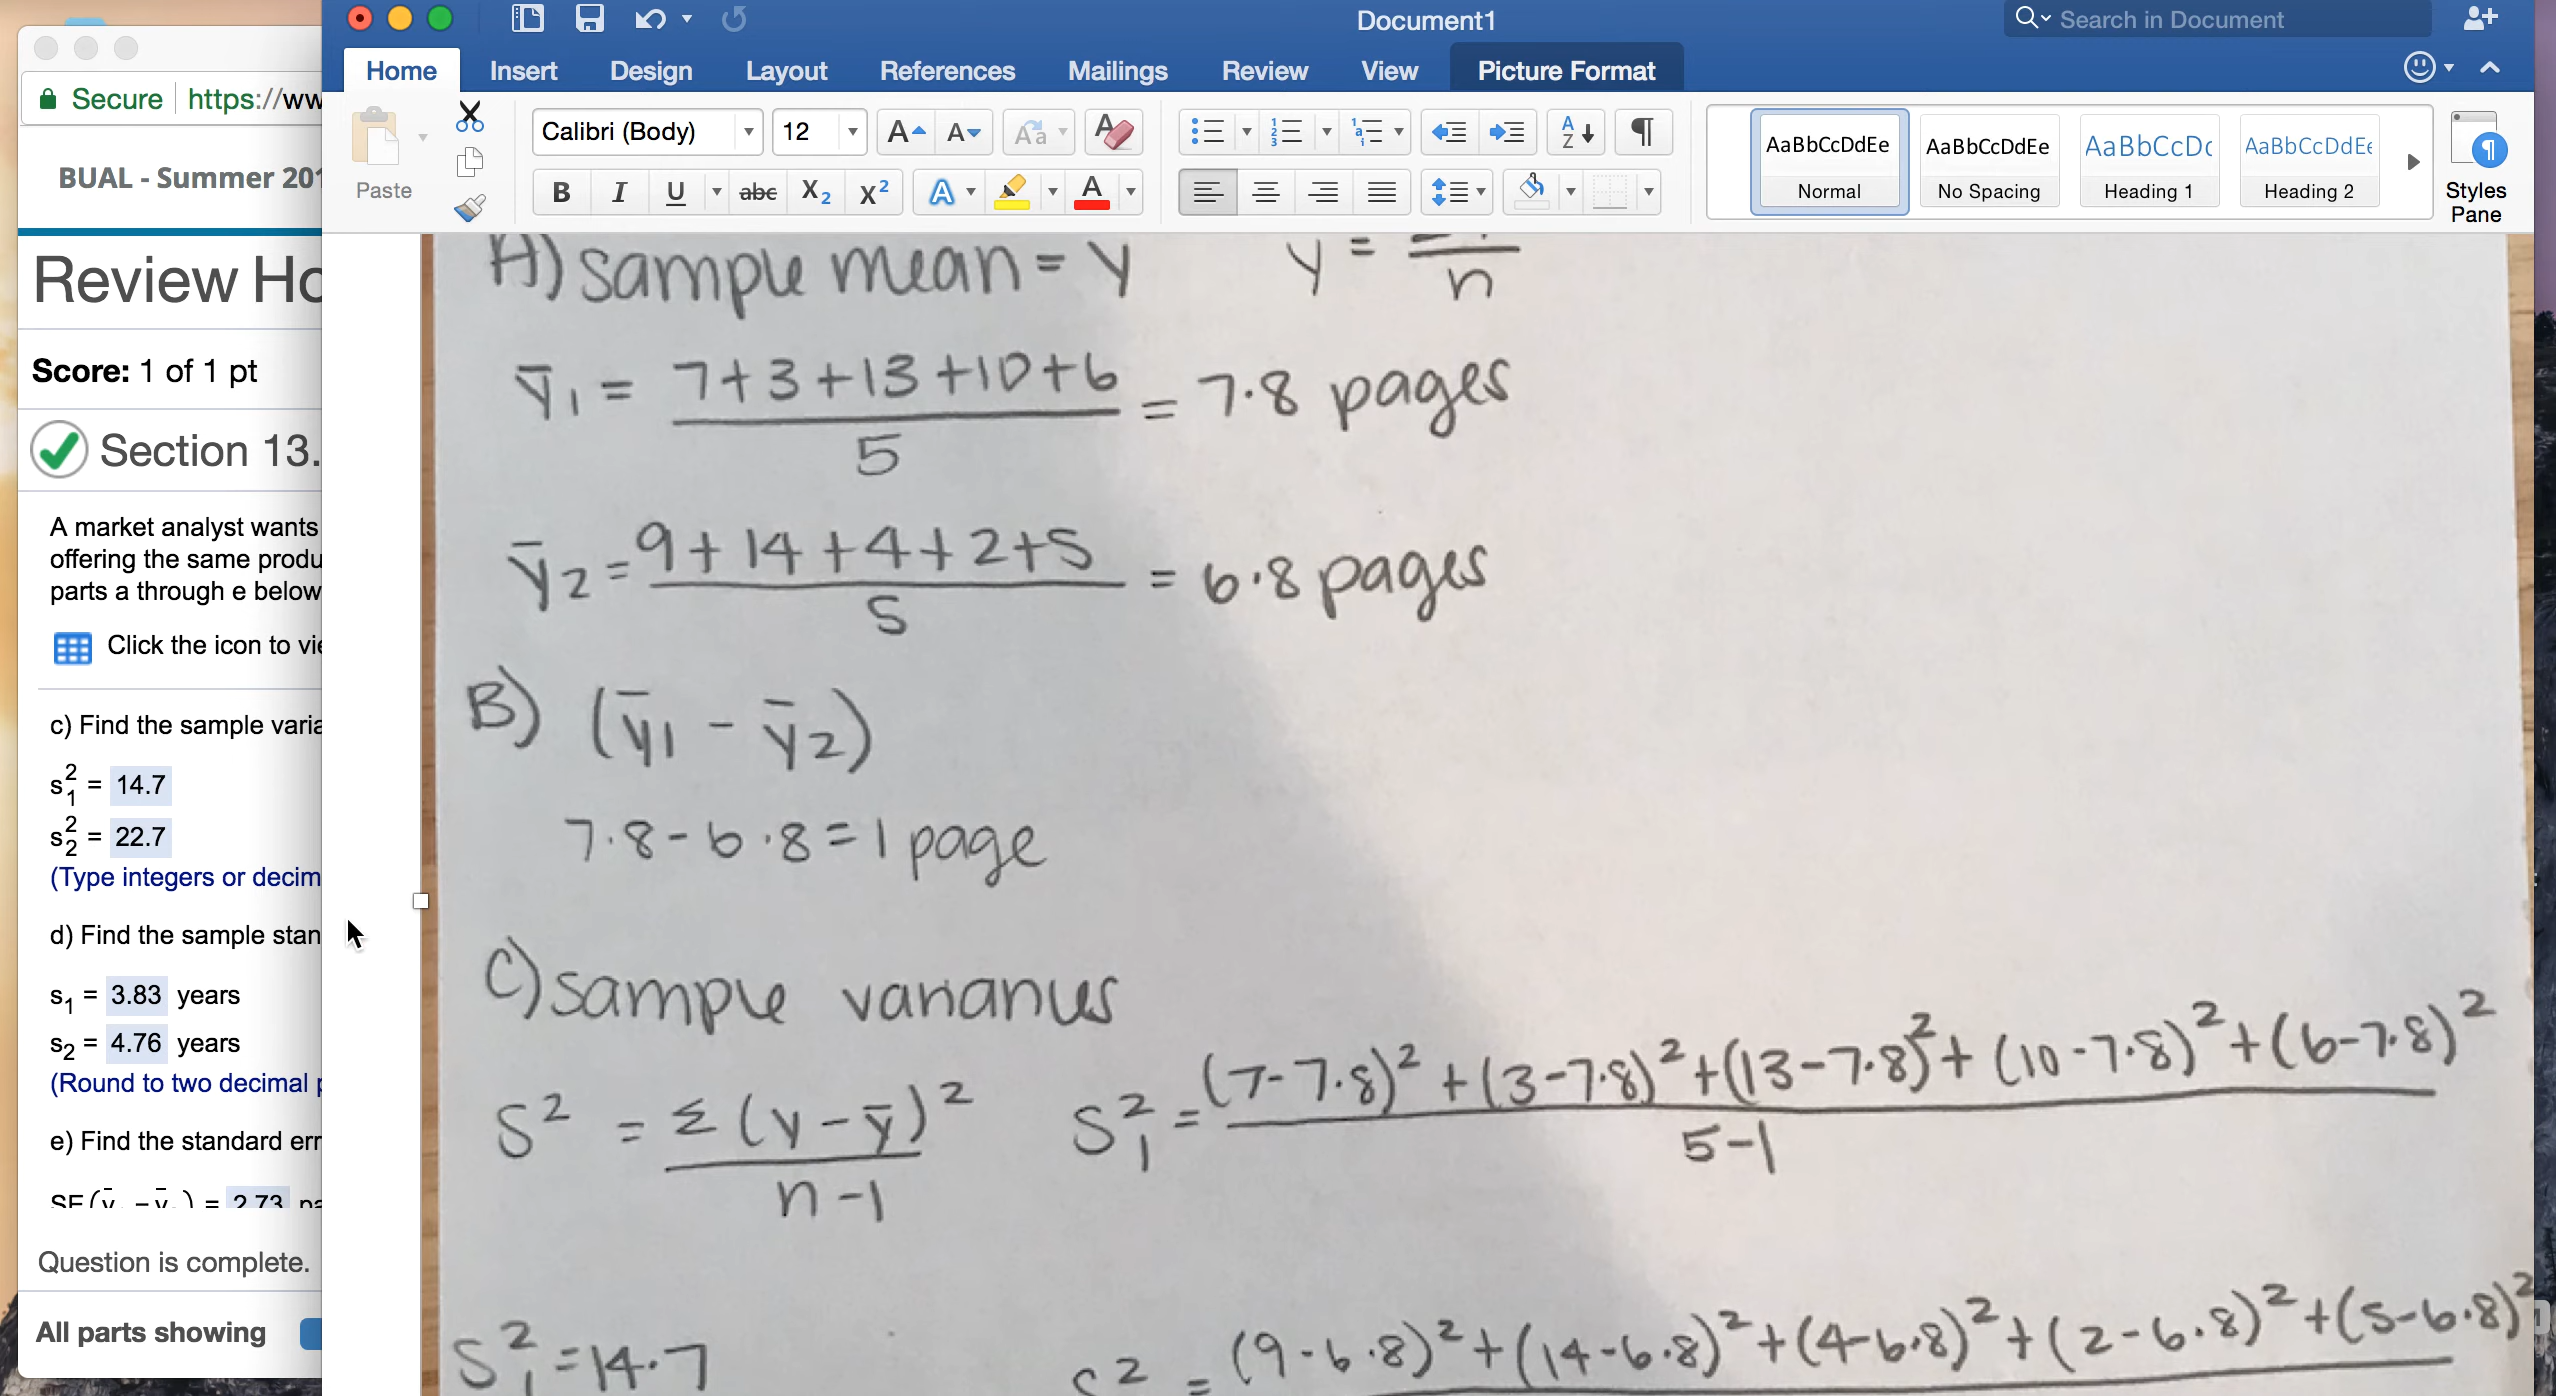 Document1
Search in Document
Home Insert Design Layout References Mailings Review View Picture Format
Secure https://ww
Paste
Calibri (Body) 12
AaBbCcDdEe AaBbCcDdEe AaBbCcDc AaBbCcDdEe
Normal No Spacing Heading 1 Heading 2
Styles Pane
BUAL - Summer 201
Review Ho
Score: 1 of 1 pt
Section 13.
A market analyst wants
offering the same produ
parts a through e below
Click the icon to vie
c) Find the sample varia
s₁² = 14.7
s₂² = 22.7
(Type integers or decim
d) Find the sample stan
s₁ = 3.83 years
s₂ = 4.76 years
(Round to two decimal p
e) Find the standard err
SE(ȳ - ȳ) = 2.73 pa
Question is complete.
All parts showing
A) sample mean = y y = /n
ȳ1 = (7+3+13+10+6)/5 = 7.8 pages
ȳ2 = (9+14+4+2+5)/5 = 6.8 pages
B) (ȳ1 - ȳ2)
7.8-6.8=1 page
C) sample variances
S² = Σ(y-ȳ)²/(n-1) S₁² = ((7-7.8)²+(3-7.8)²+(13-7.8)²+(10-7.8)²+(6-7.8)²)/(5-1)
S₁²=14.7 S² = (9-6.8)²+(14-6.8)²+(4-6.8)²+(2-6.8)²+(5-6.8)²